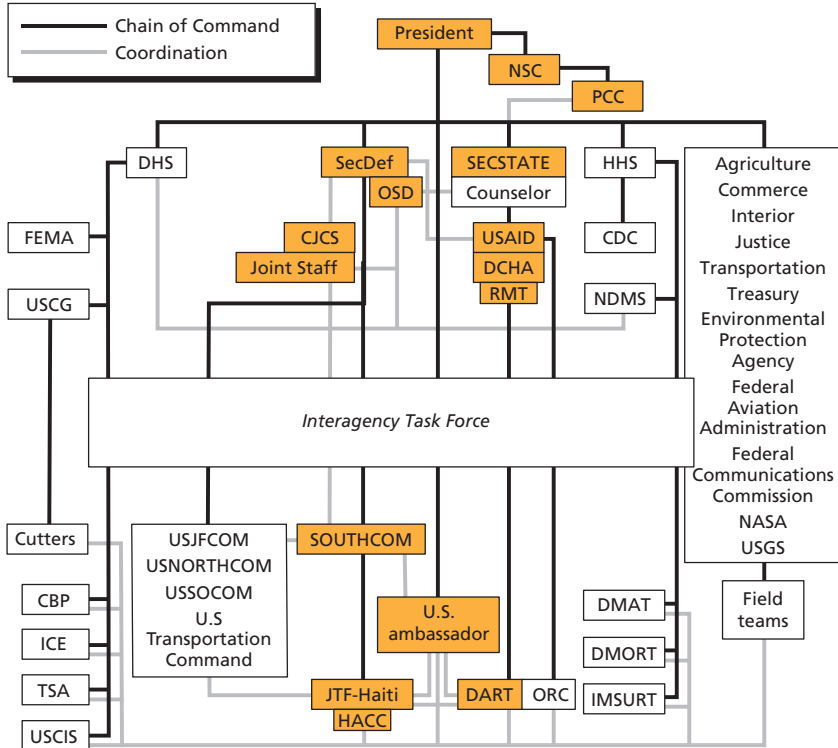 Chain of Command
Coordination
President
NSC
PCC
DHS
SecDef
OSD
SECSTATE
Counselor
HHS
Agriculture
Commerce
Interior
Justice
Transportation
Treasury
Environmental
Protection
Agency
Federal
Aviation
Administration
Federal
Communications
Commission
NASA
USGS
FEMA
CJCS
Joint Staff
USAID
DCHA
RMT
CDC
USCG
NDMS
Interagency Task Force
Cutters
USJFCOM
USNORTHCOM
USSOCOM
U.S
Transportation
Command
SOUTHCOM
CBP
U.S.
ambassador
DMAT
Field
teams
ICE
DMORT
TSA
JTF-Haiti
HACC
DART
ORC
IMSURT
USCIS